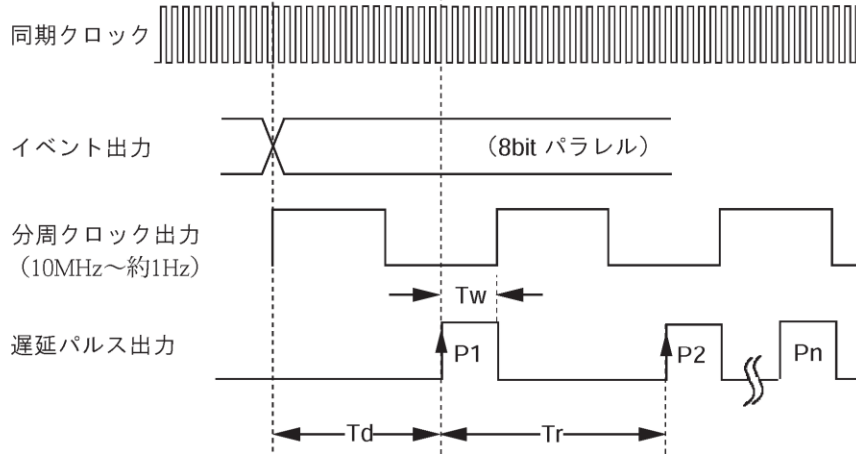 同期クロック
イベント出力
(8bit パラレル)
分周クロック出力
(10MHz～約1Hz)
Tw
遅延パルス出力
P1
P2
Pn
Td
Tr